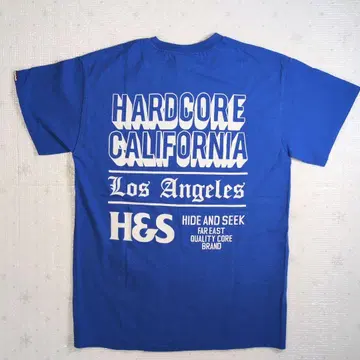 HARDCORE
CALIFORNIA
Los Angeles
H&S
HIDE AND SEEK
FAR EAST
QUALITY CORE
BRAND